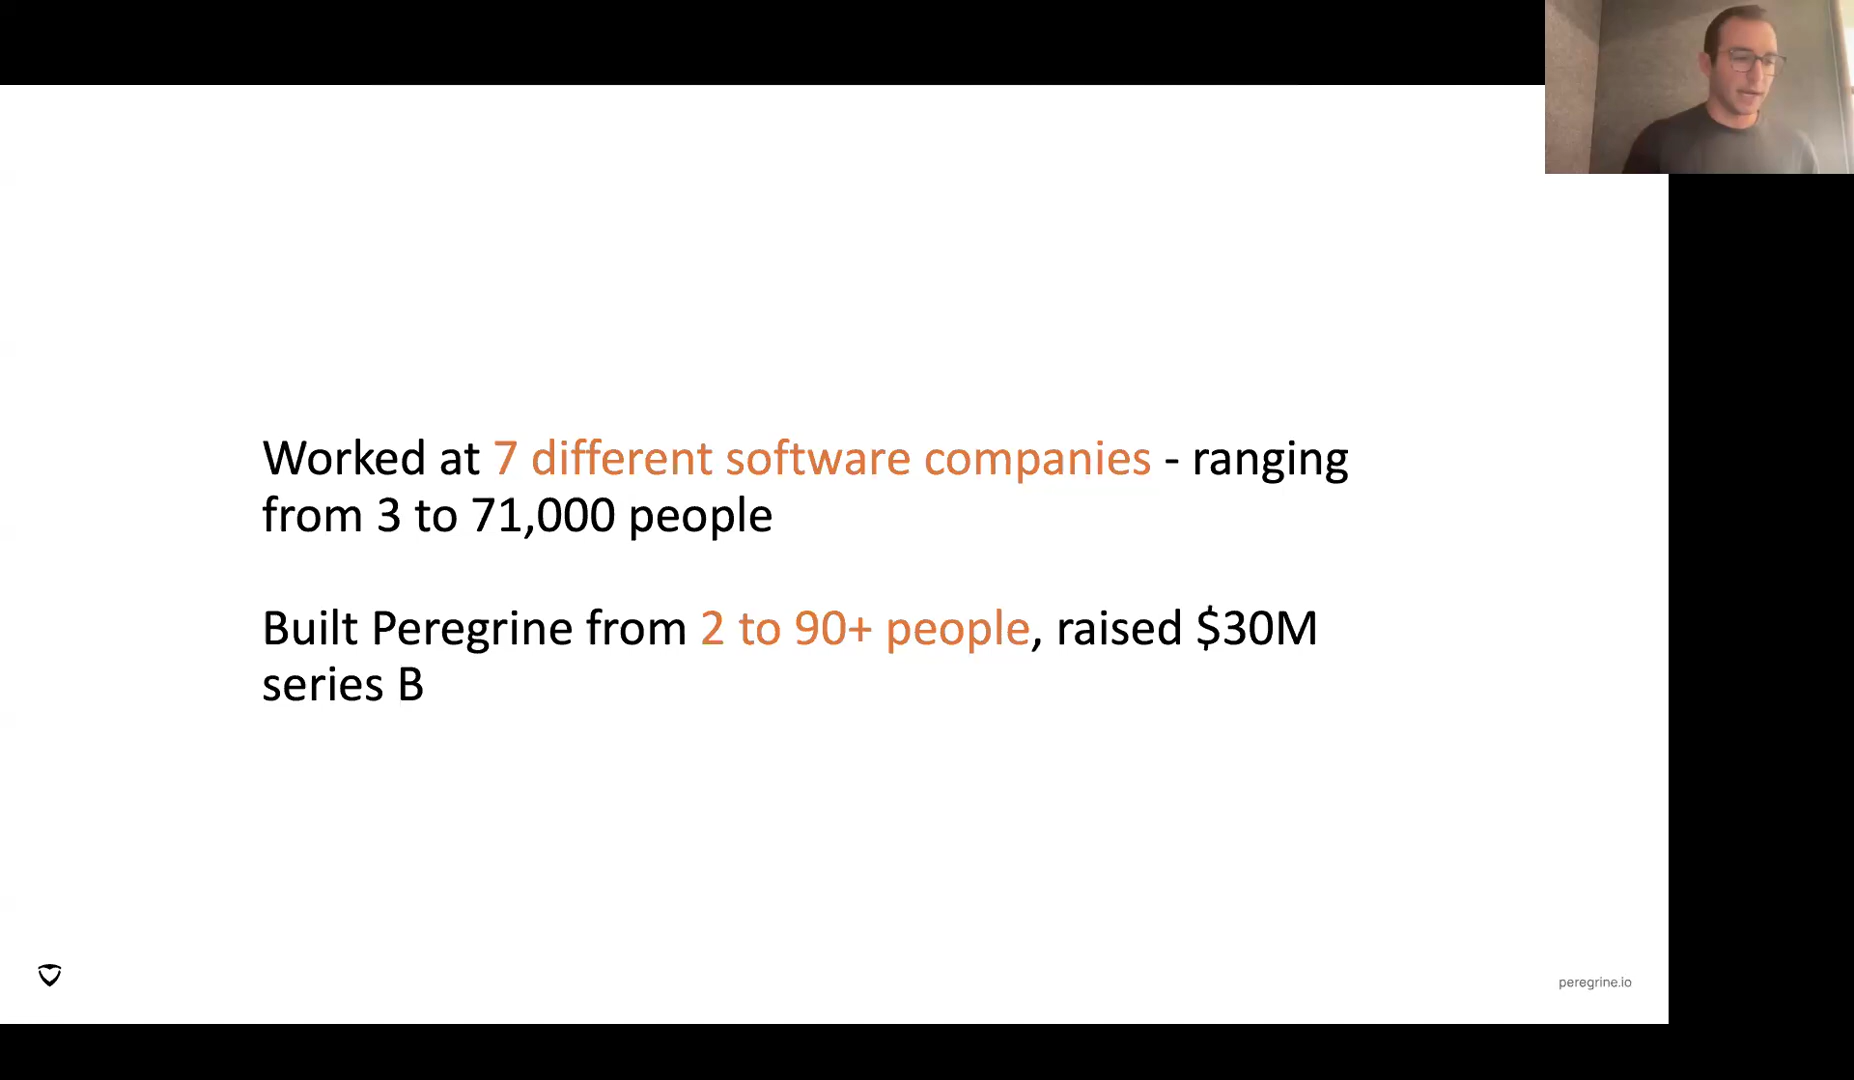 Worked at 7 different software companies - ranging
from 3 to 71,000 people
Built Peregrine from 2 to 90+ people, raised $30M
series B
peregrine.io